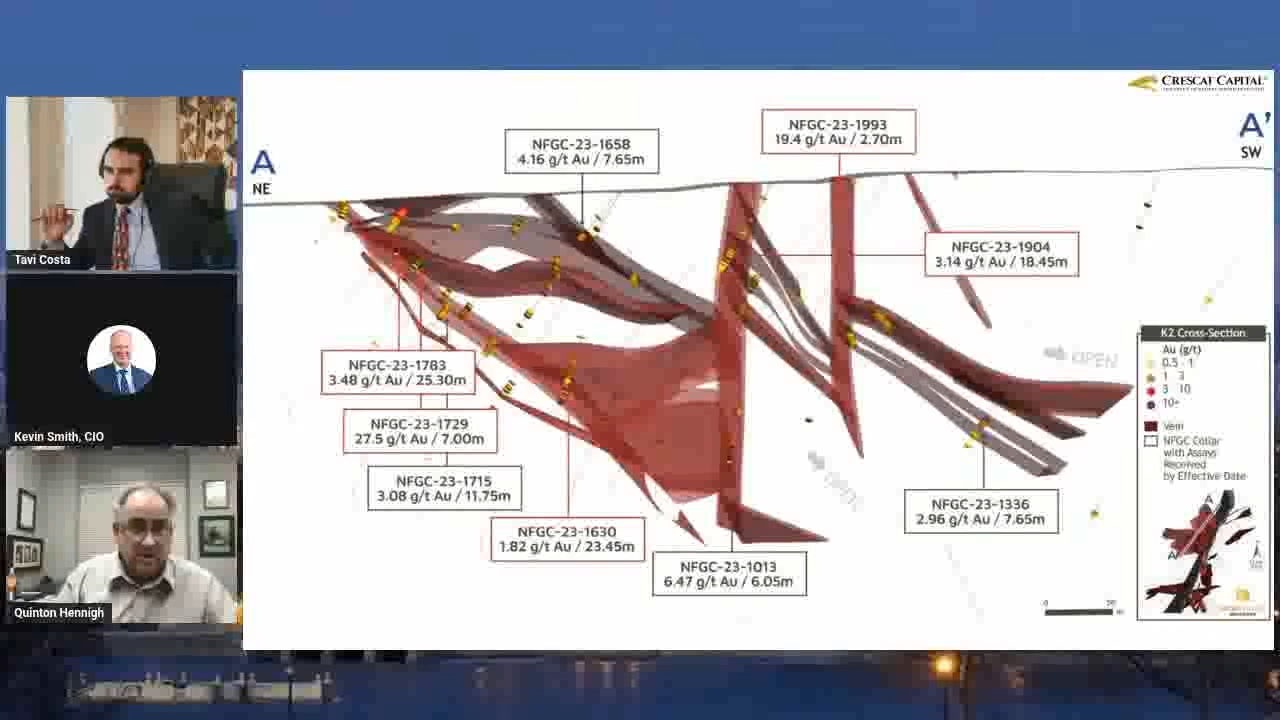 CRESCAT CAPITAL
A
NE
A'
SW
NFGC-23-1658
4.16 g/t Au / 7.65m
NFGC-23-1993
19.4 g/t Au / 2.70m
NFGC-23-1904
3.14 g/t Au / 18.45m
NFGC-23-1783
3.48 g/t Au / 25.30m
NFGC-23-1729
27.5 g/t Au / 7.00m
NFGC-23-1715
3.08 g/t Au / 11.75m
NFGC-23-1630
1.82 g/t Au / 23.45m
NFGC-23-1013
6.47 g/t Au / 6.05m
NFGC-23-1336
2.96 g/t Au / 7.65m
OPEN
OPEN
K2 Cross-Section
Au (g/t)
0.5 - 1
1 - 3
3 - 10
10+
Vein
NFGC Collar
with Assays
Received
by Effective Date
A
A'
0
50
m
Tavi Costa
Kevin Smith, CIO
Quinton Hennigh